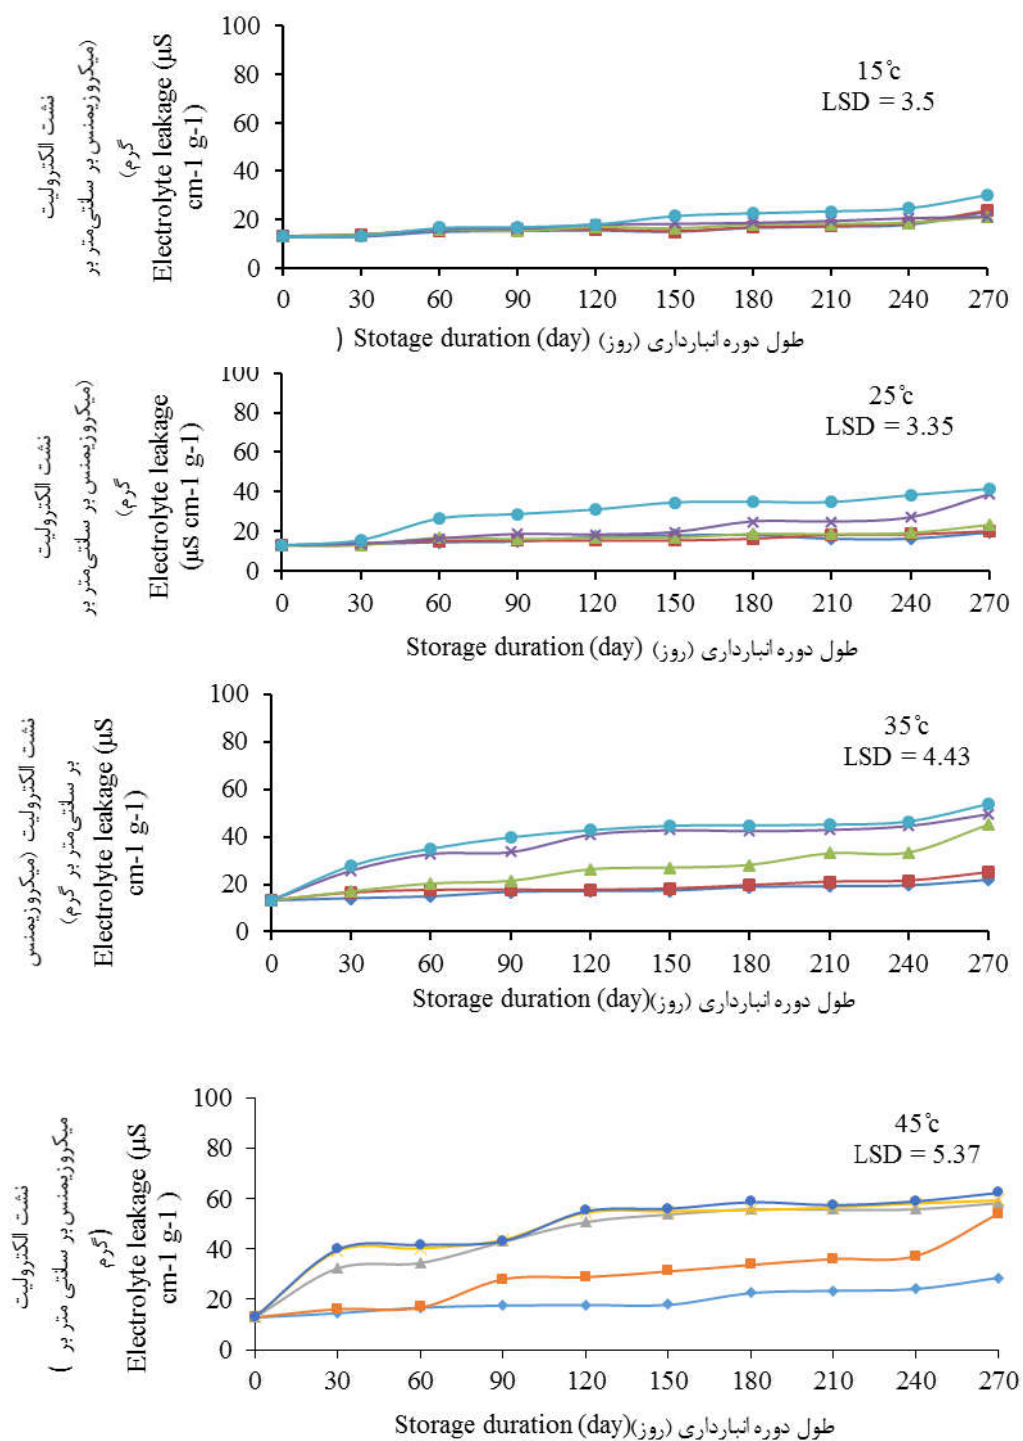 نشت الکترولیت
(میکروزیمنس بر سانتی‌متر بر
گرم)
Electrolyte leakage (µS
cm-1 g-1)
100
80
60
40
20
0
15°c
LSD = 3.5
0 30 60 90 120 150 180 210 240 270
) Stotage duration (day) طول دوره انبارداری (روز)
نشت الکترولیت
(میکروزیمنس بر سانتی‌متر بر
گرم)
Electrolyte leakage
(µS cm-1 g-1)
100
80
60
40
20
0
25°c
LSD = 3.35
0 30 60 90 120 150 180 210 240 270
Storage duration (day) طول دوره انبارداری (روز)
نشت الکترولیت (میکروزیمنس
بر سانتی‌متر بر گرم)
Electrolyte leakage (µS
cm-1 g-1)
100
80
60
40
20
0
35°c
LSD = 4.43
0 30 60 90 120 150 180 210 240 270
Storage duration (day)طول دوره انبارداری (روز)
نشت الکترولیت
میکروزیمنس بر سانتی متر بر )
گرم)
Electrolyte leakage (µS
cm-1 g-1 )
100
80
60
40
20
0
45°c
LSD = 5.37
0 30 60 90 120 150 180 210 240 270
Storage duration (day)طول دوره انبارداری (روز)